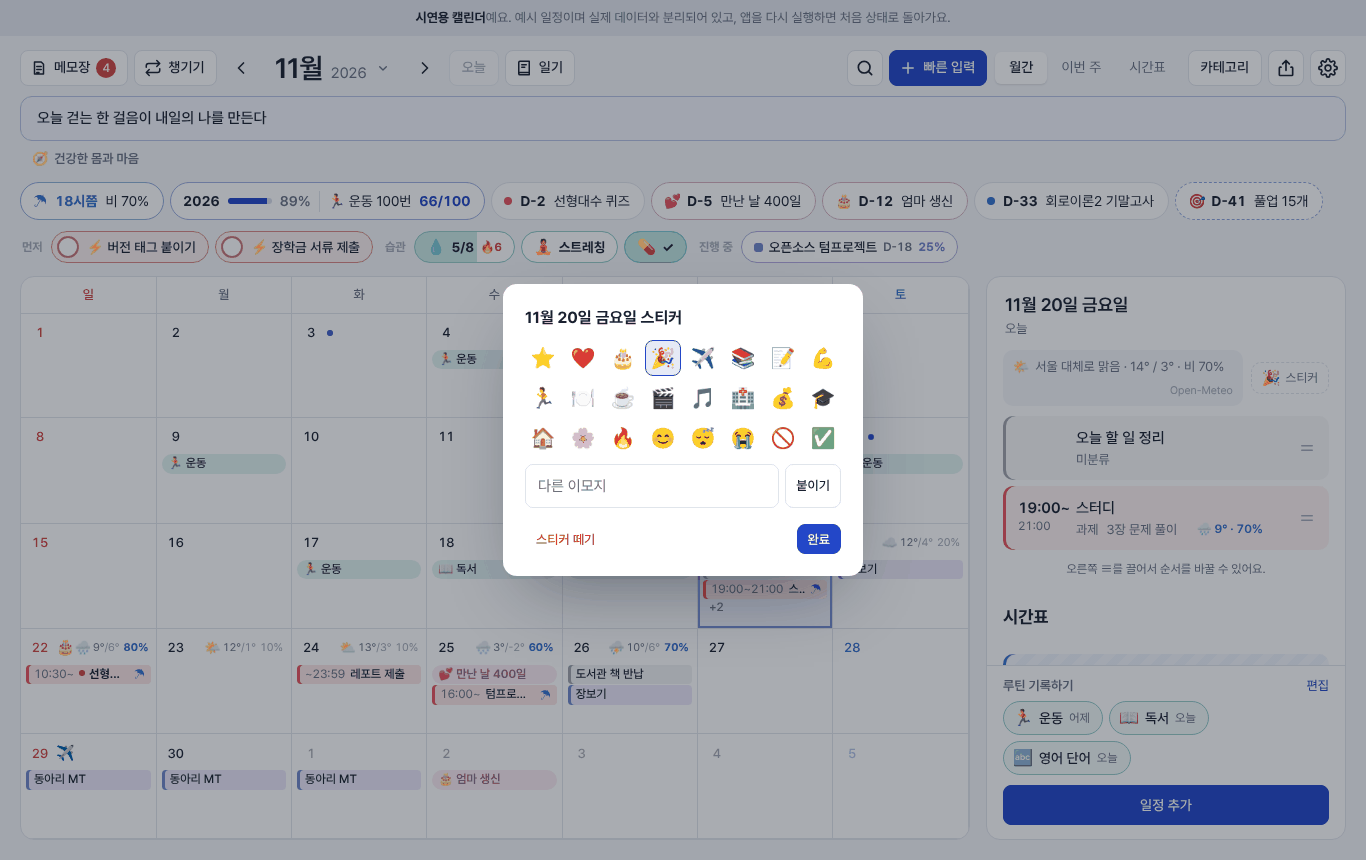 시연용 캘린더예요. 예시 일정이며 실제 데이터와 분리되어 있고, 앱을 다시 실행하면 처음 상태로 돌아가요.
메모장 4 챙기기 11월 2026 오늘 일기 빠른 입력 월간 이번 주 시간표 카테고리
오늘 걷는 한 걸음이 내일의 나를 만든다
건강한 몸과 마음
18시쯤 비 70% 2026 89% 운동 100번 66/100 D-2 선형대수 퀴즈 D-5 만난 날 400일 D-12 엄마 생신 D-33 회로이론2 기말고사 D-41 풀업 15개
먼저 버전 태그 붙이기 장학금 서류 제출 습관 5/8 6 스트레칭 진행 중 오픈소스 텀프로젝트 D-18 25%
일 월 화 수 토
1 2 3 4
운동
8 9 10 11
운동 운동
15 16 17 18 12°/4° 20%
운동 독서 보기
19:00~21:00 스..
+2
22 9°/6° 80% 23 12°/1° 10% 24 13°/3° 10% 25 3°/-2° 60% 26 10°/6° 70% 27 28
10:30~ 선형... ~23:59 레포트 제출 만난 날 400일 도서관 책 반납
16:00~ 텀프로... 장보기
29 30 1 2 3 4 5
동아리 MT 동아리 MT 동아리 MT 엄마 생신
11월 20일 금요일 스티커
다른 이모지 붙이기
스티커 떼기 완료
11월 20일 금요일
오늘
서울 대체로 맑음 · 14° / 3° · 비 70%
Open-Meteo
스티커
오늘 할 일 정리
미분류
19:00~ 스터디
21:00 과제 3장 문제 풀이 9° · 70%
오른쪽 ≡를 끌어서 순서를 바꿀 수 있어요.
시간표
루틴 기록하기 편집
운동 어제 독서 오늘
영어 단어 오늘
일정 추가